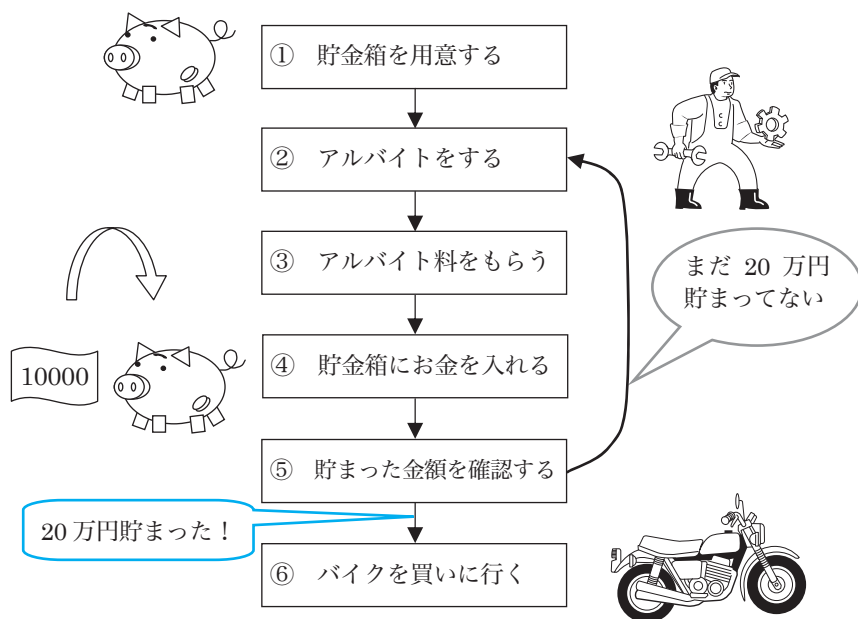 ① 貯金箱を用意する
② アルバイトをする
③ アルバイト料をもらう
まだ 20 万円
貯まってない
④ 貯金箱にお金を入れる
10000
⑤ 貯まった金額を確認する
20 万円貯まった！
⑥ バイクを買いに行く